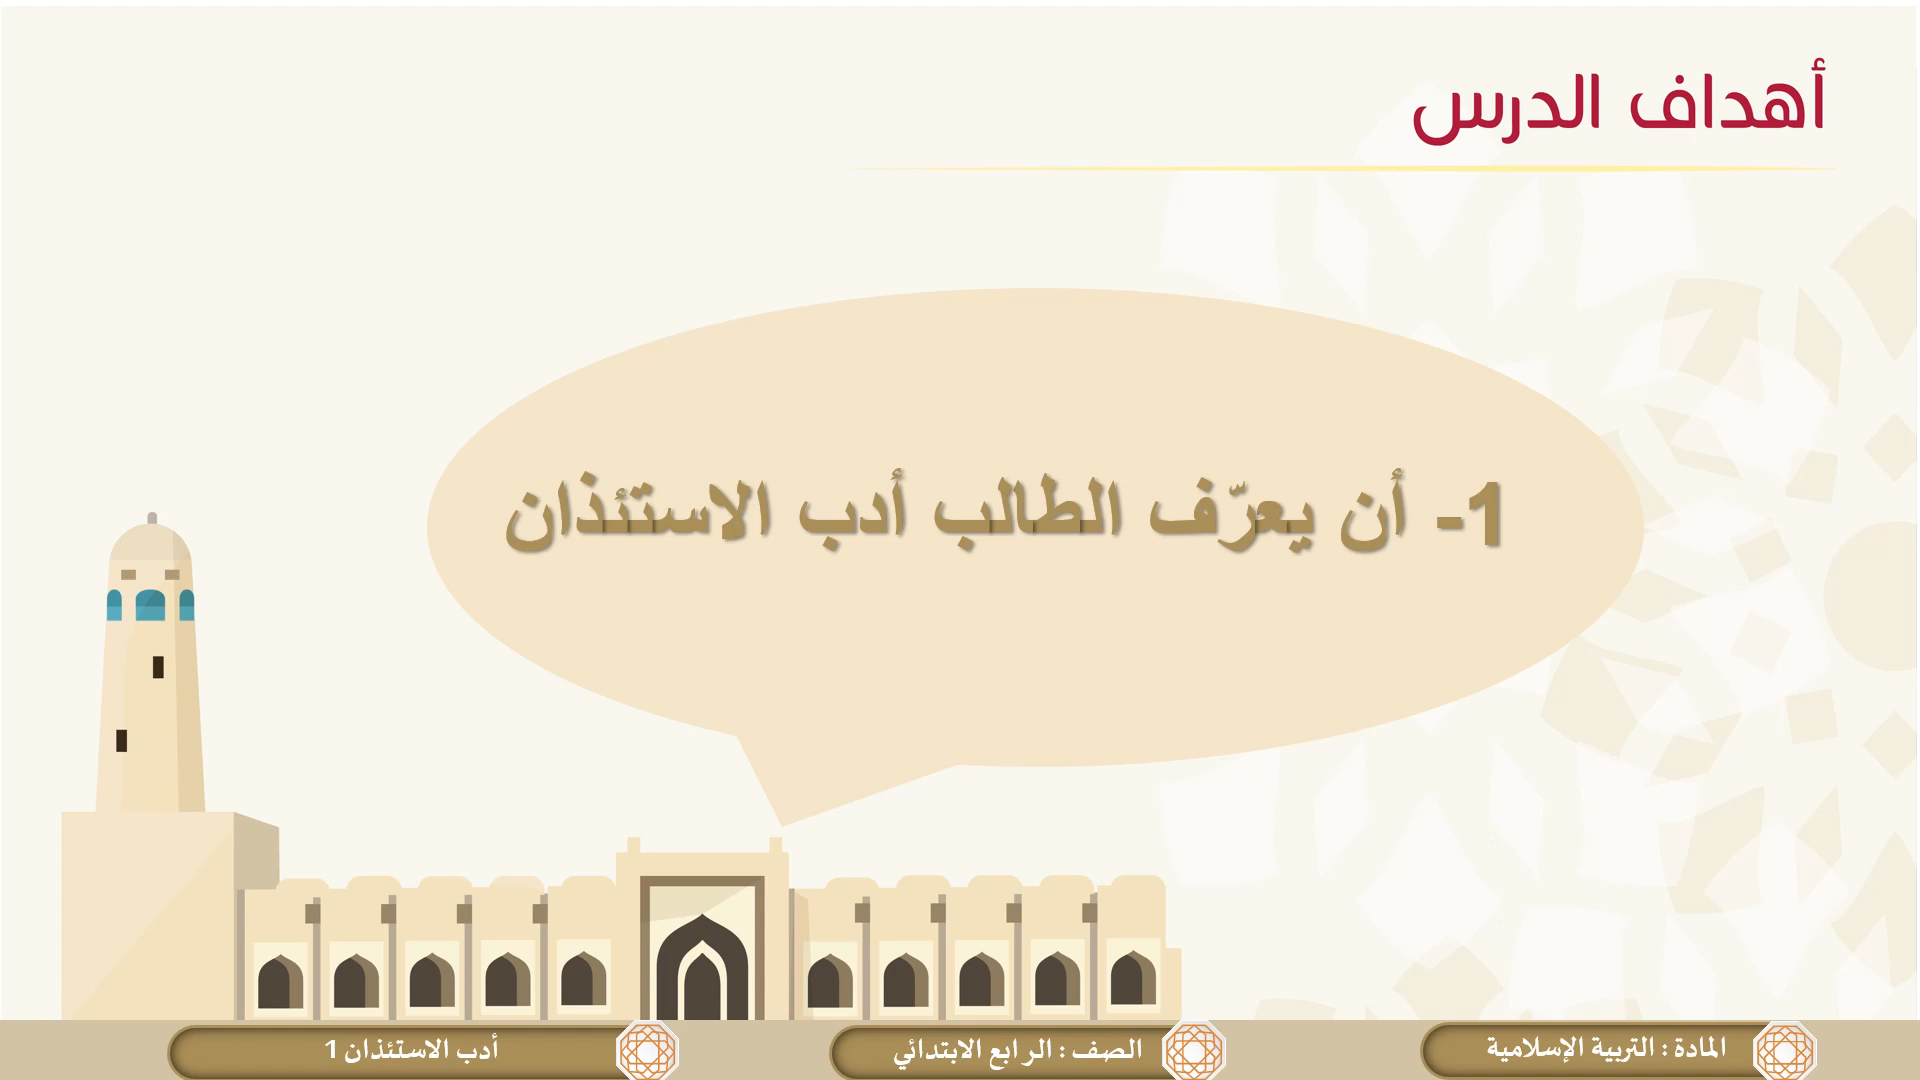 أهداف الدرس
1- أن يعرّف الطالب أدب الاستئذان
المادة : التربية الإسلامية
الصف : الرابع الابتدائي
أدب الاستئذان 1